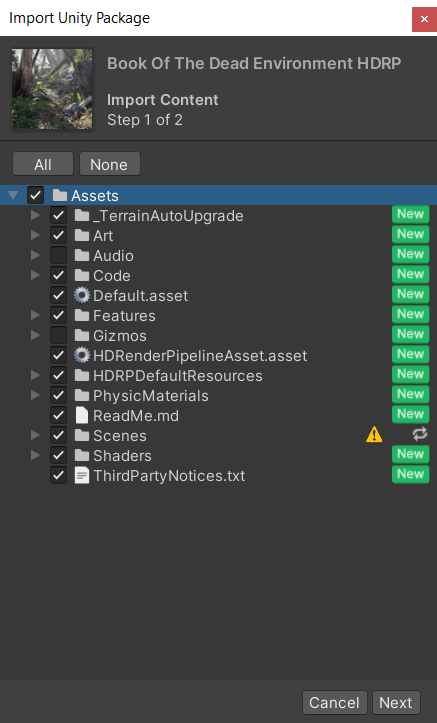 Import Unity Package
Book Of The Dead Environment HDRP
Import Content
Step 1 of 2
All None
Assets
_TerrainAutoUpgrade New
Art New
Audio New
Code New
Default.asset New
Features New
Gizmos New
HDRenderPipelineAsset.asset New
HDRPDefaultResources New
PhysicMaterials New
ReadMe.md New
Scenes
Shaders New
ThirdPartyNotices.txt New
Cancel Next